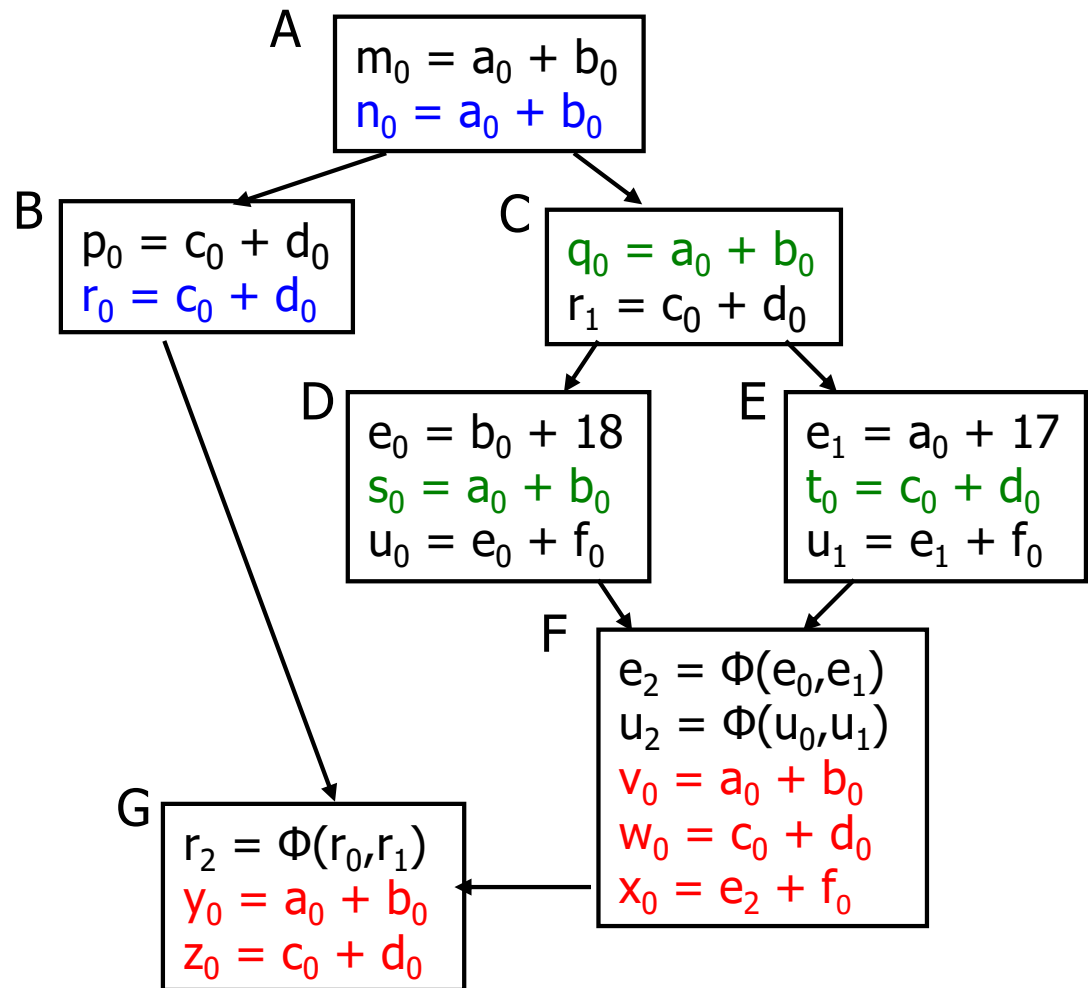 A
m₀ = a₀ + b₀
n₀ = a₀ + b₀
B
p₀ = c₀ + d₀
r₀ = c₀ + d₀
C
q₀ = a₀ + b₀
r₁ = c₀ + d₀
D
e₀ = b₀ + 18
s₀ = a₀ + b₀
u₀ = e₀ + f₀
E
e₁ = a₀ + 17
t₀ = c₀ + d₀
u₁ = e₁ + f₀
F
e₂ = Φ(e₀,e₁)
u₂ = Φ(u₀,u₁)
v₀ = a₀ + b₀
w₀ = c₀ + d₀
x₀ = e₂ + f₀
G
r₂ = Φ(r₀,r₁)
y₀ = a₀ + b₀
z₀ = c₀ + d₀